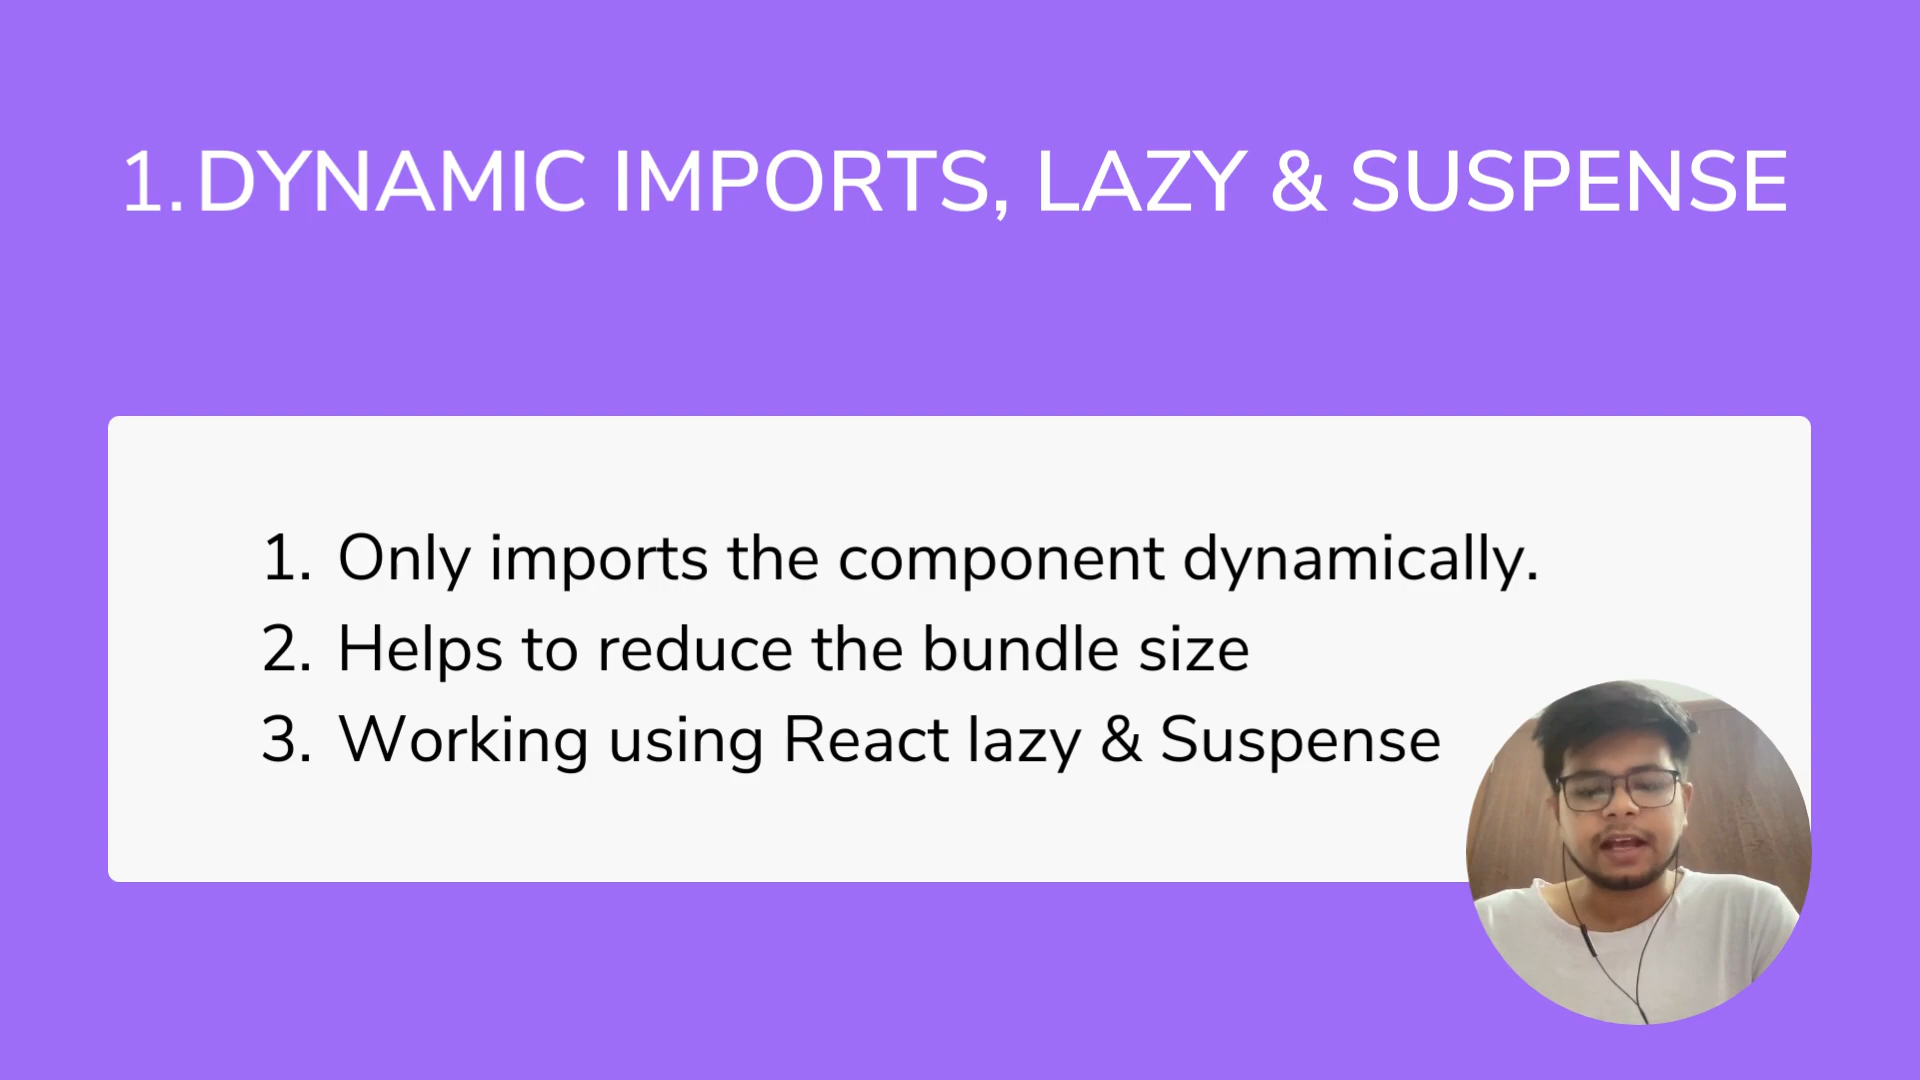 1. DYNAMIC IMPORTS, LAZY & SUSPENSE
1. Only imports the component dynamically.
2. Helps to reduce the bundle size
3. Working using React lazy & Suspense